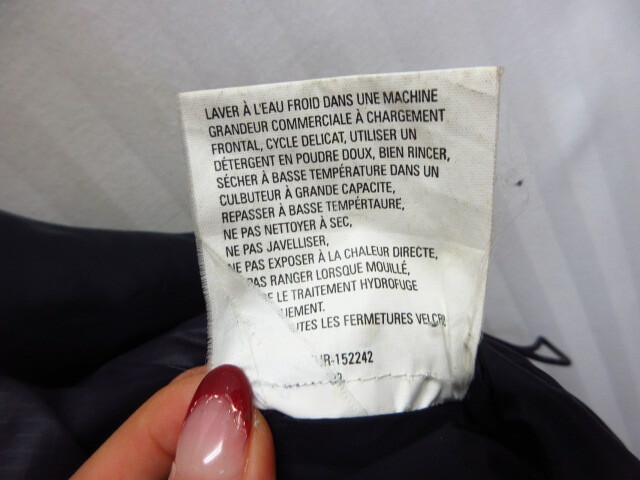 LAVER À L'EAU FROID DANS UNE MACHINE
GRANDEUR COMMERCIALE À CHARGEMENT
FRONTAL, CYCLE DELICAT, UTILISER UN
DÉTERGENT EN POUDRE DOUX, BIEN RINCER,
SÉCHER À BASSE TEMPÉRATURE DANS UN
CULBUTEUR À GRANDE CAPACITE,
REPASSER À BASSE TEMPÉRTAURE,
NE PAS NETTOYER À SEC,
NE PAS JAVELLISER,
NE PAS EXPOSER À LA CHALEUR DIRECTE,
PAS RANGER LORSQUE MOUILLÉ,
LE TRAITEMENT HYDROFUGE
LES FERMETURES VELCRE
-152242